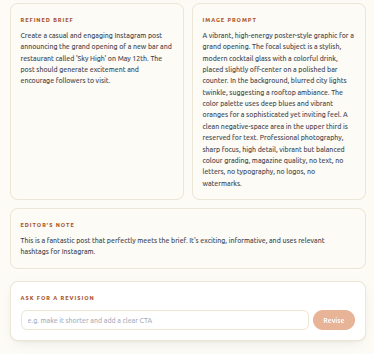 REFINED BRIEF
Create a casual and engaging Instagram post
announcing the grand opening of a new bar and
restaurant called 'Sky High' on May 12th. The
post should generate excitement and
encourage followers to visit.
IMAGE PROMPT
A vibrant, high-energy poster-style graphic for a
grand opening. The focal subject is a stylish,
modern cocktail glass with a colorful drink,
placed slightly off-center on a polished bar
counter. In the background, blurred city lights
twinkle, suggesting a rooftop ambiance. The
color palette uses deep blues and vibrant
oranges for a sophisticated yet inviting feel. A
clean negative-space area in the upper third is
reserved for text. Professional photography,
sharp focus, high detail, vibrant but balanced
colour grading, magazine quality, no text, no
letters, no typography, no logos, no
watermarks.
EDITOR'S NOTE
This is a fantastic post that perfectly meets the brief. It's exciting, informative, and uses relevant
hashtags for Instagram.
ASK FOR A REVISION
e.g. make it shorter and add a clear CTA
Revise